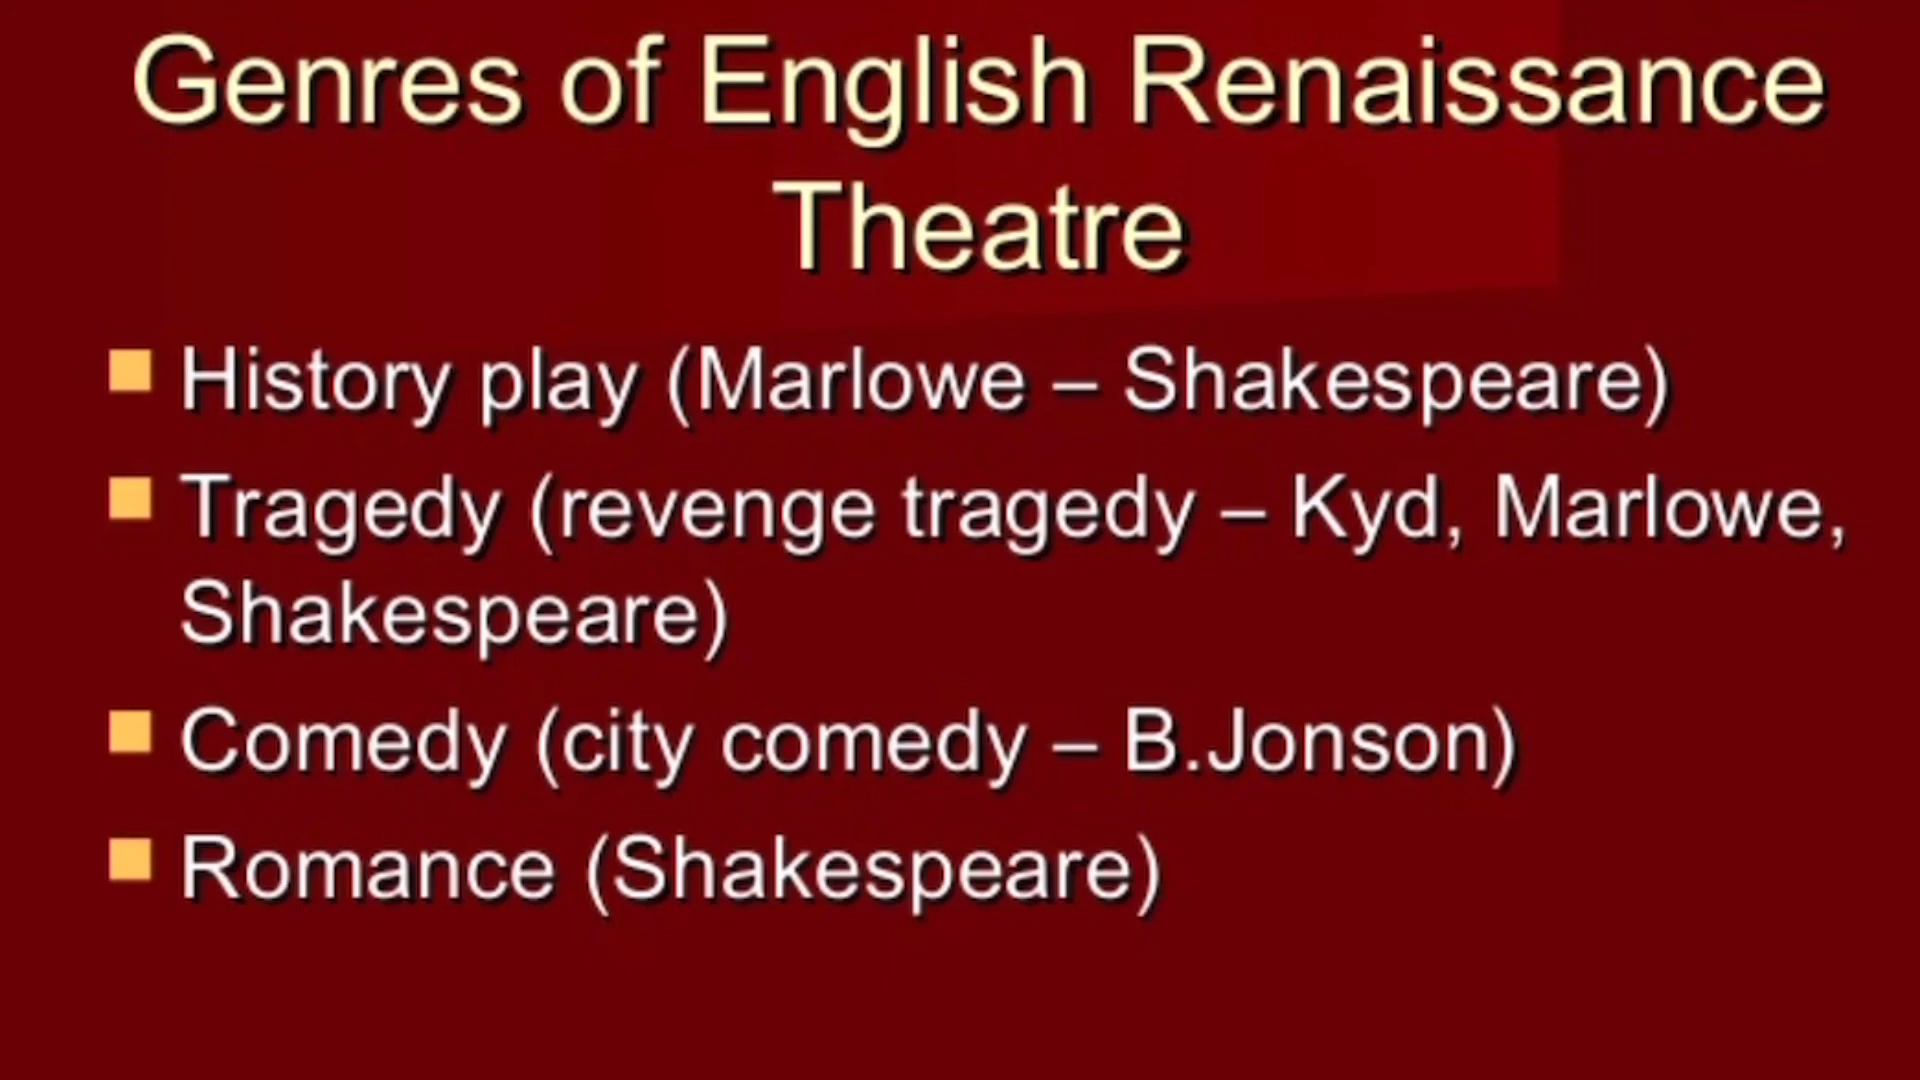 Genres of English Renaissance
Theatre
History play (Marlowe – Shakespeare)
Tragedy (revenge tragedy – Kyd, Marlowe,
Shakespeare)
Comedy (city comedy – B.Jonson)
Romance (Shakespeare)